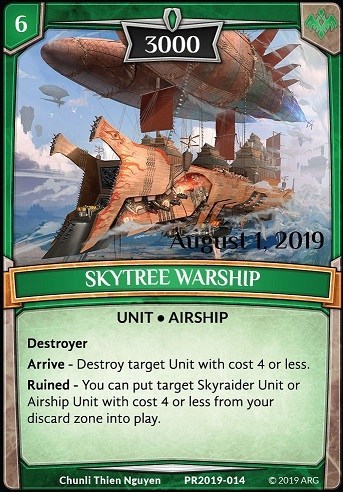 6
3000
August 1, 2019
SKYTREE WARSHIP
UNIT • AIRSHIP
Destroyer
Arrive - Destroy target Unit with cost 4 or less.
Ruined - You can put target Skyraider Unit or
Airship Unit with cost 4 or less from your
discard zone into play.
Chunli Thien Nguyen PR2019-014 © 2019 ARG